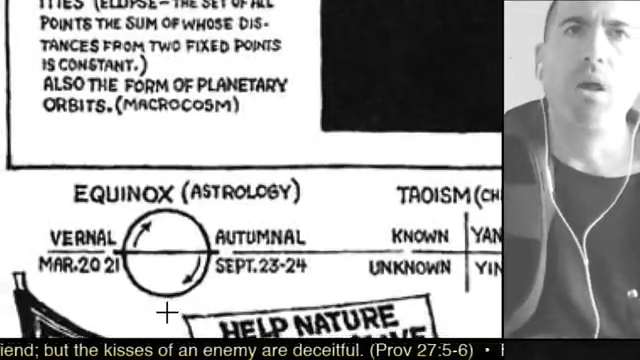 ITIES (ELLIPSE - THE SET OF ALL
POINTS THE SUM OF WHOSE DIS-
TANCES FROM TWO FIXED POINTS
IS CONSTANT.)
ALSO THE FORM OF PLANETARY
ORBITS. (MACROCOSM)
EQUINOX (ASTROLOGY)
TAOISM (CH
VERNAL
AUTUMNAL
KNOWN
YAN
MAR. 20 21
SEPT. 23-24
UNKNOWN
YIN
HELP NATURE
iend; but the kisses of an enemy are deceitful. (Prov 27:5-6) •